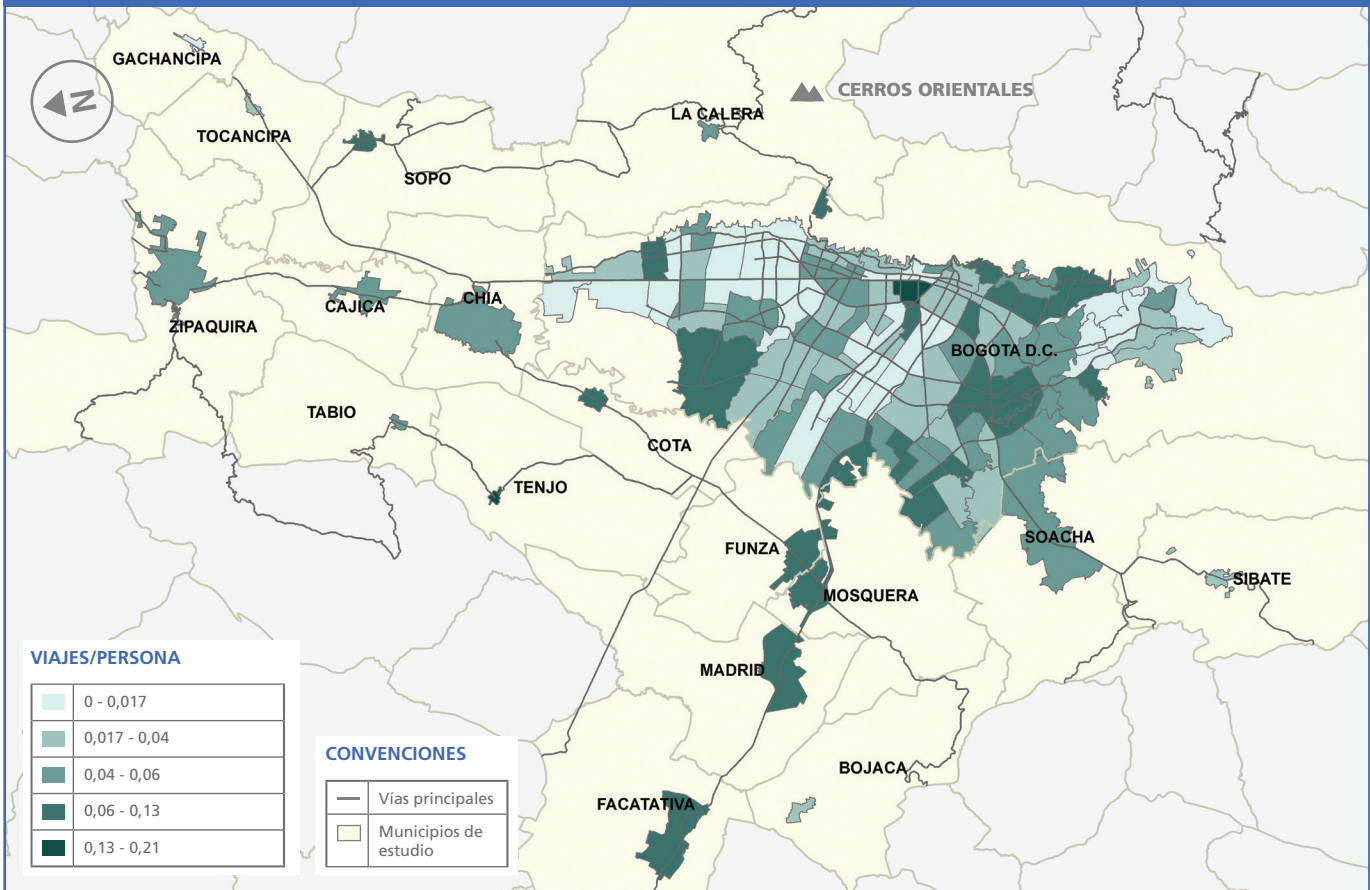 GACHANCIPA
N
CERROS ORIENTALES
LA CALERA
TOCANCIPA
SOPO
CHIA
CAJICA
ZIPAQUIRA
BOGOTA D.C.
TABIO
COTA
TENJO
FUNZA
SOACHA
SIBATE
MOSQUERA
MADRID
BOJACA
FACATATIVA
VIAJES/PERSONA
0 - 0,017
0,017 - 0,04
0,04 - 0,06
0,06 - 0,13
0,13 - 0,21
CONVENCIONES
Vías principales
Municipios de
estudio